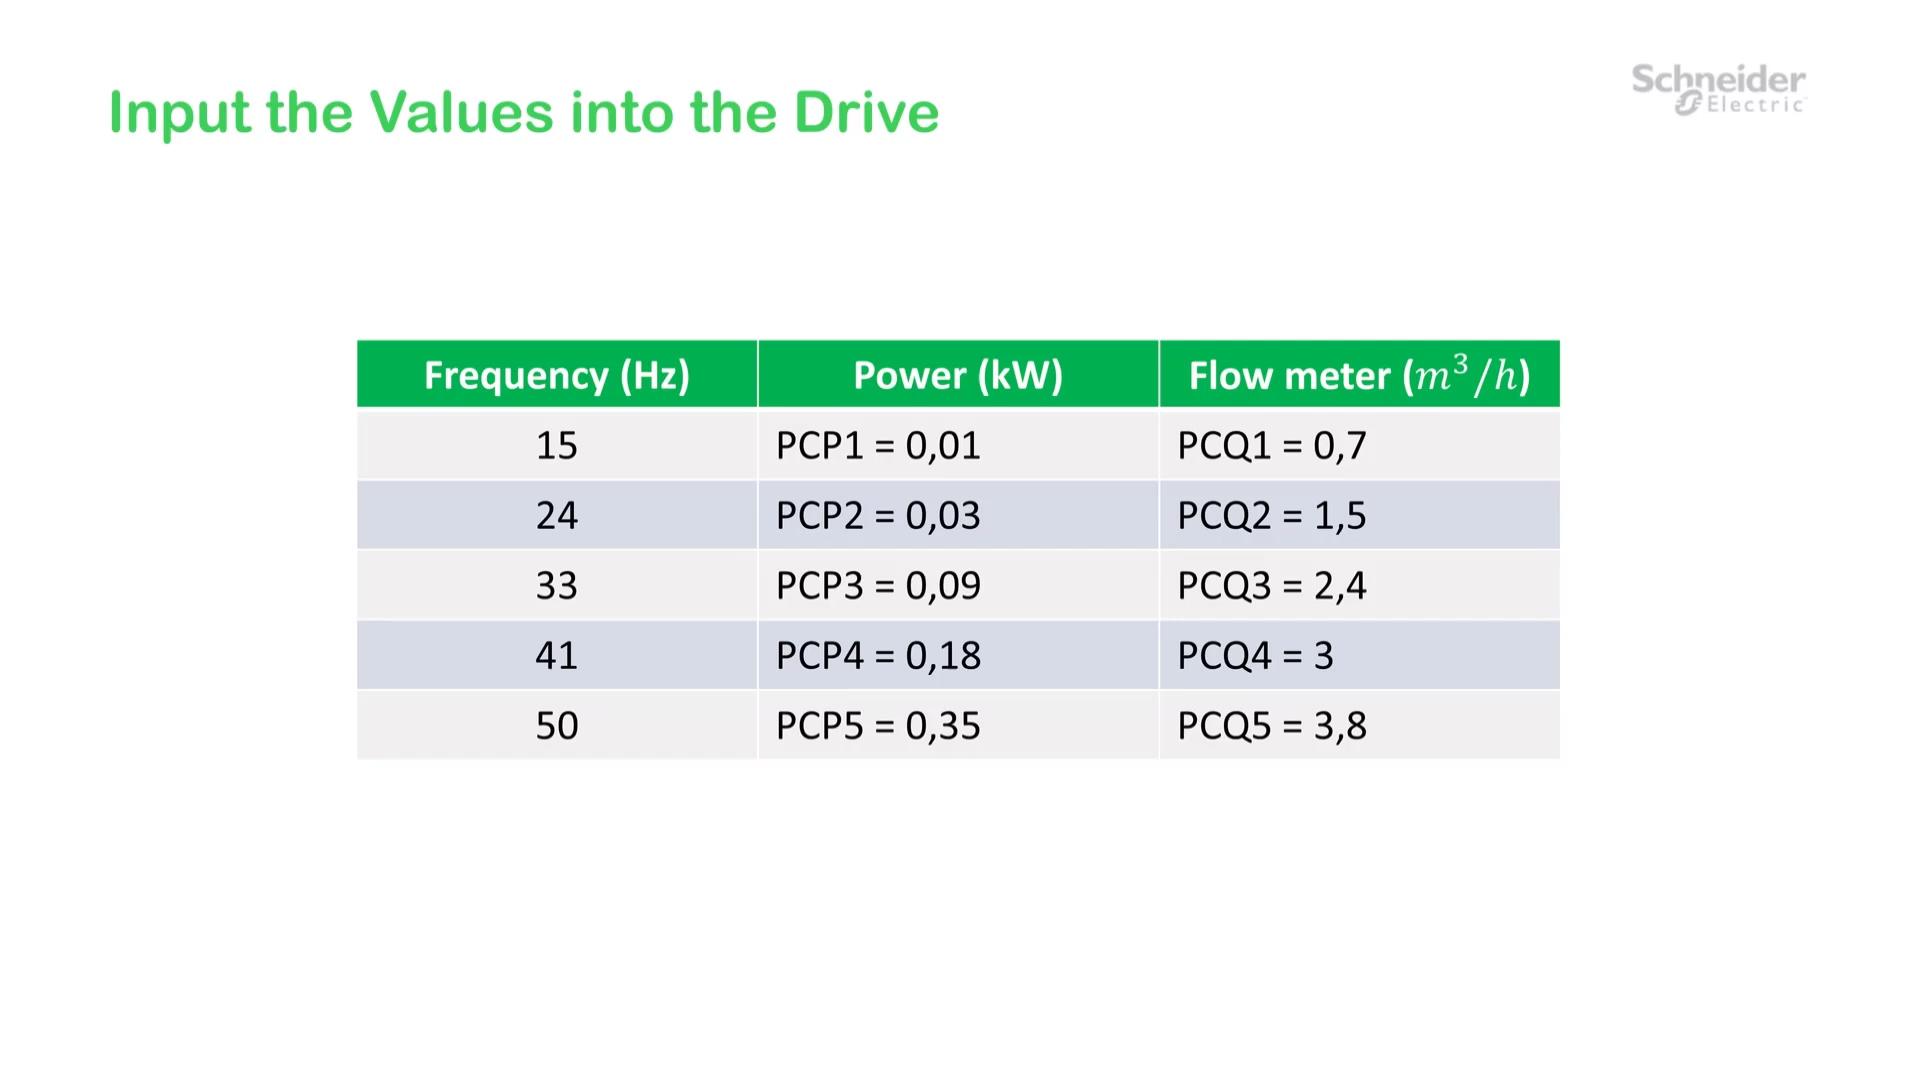 Input the Values into the Drive
Schneider
Electric
Frequency (Hz) Power (kW) Flow meter (m³/h)
15 PCP1 = 0,01 PCQ1 = 0,7
24 PCP2 = 0,03 PCQ2 = 1,5
33 PCP3 = 0,09 PCQ3 = 2,4
41 PCP4 = 0,18 PCQ4 = 3
50 PCP5 = 0,35 PCQ5 = 3,8